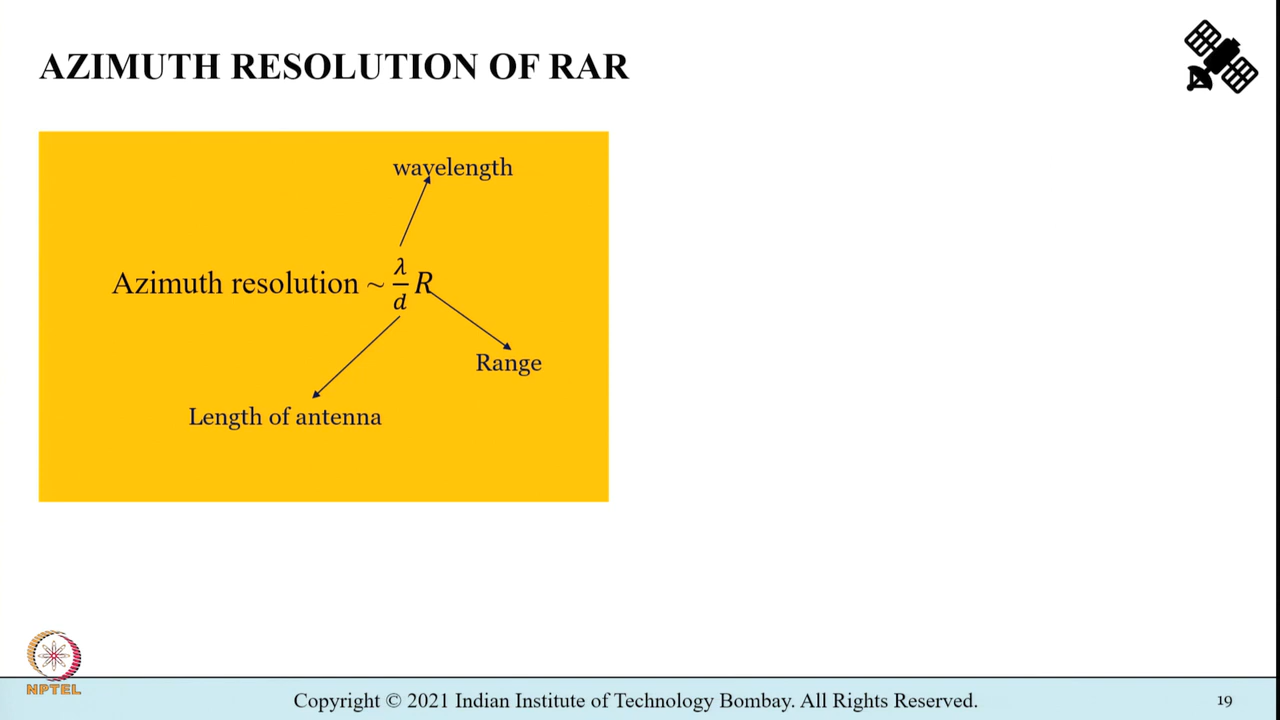 AZIMUTH RESOLUTION OF RAR
wavelength
Azimuth resolution ~ λ/d R
Range
Length of antenna
NPTEL
Copyright © 2021 Indian Institute of Technology Bombay. All Rights Reserved.
19